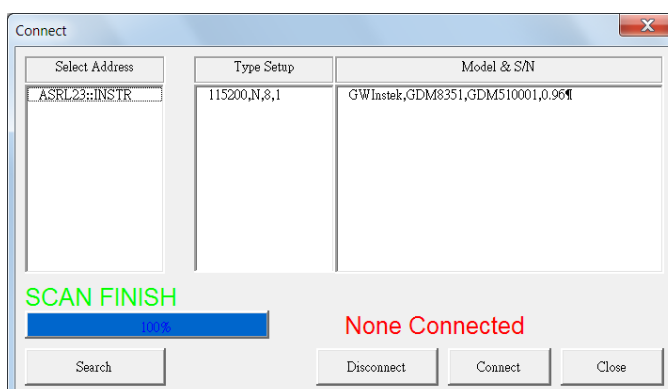 Connect
Select Address
Type Setup
Model & S/N
ASRL23::INSTR
115200,N,8,1
GWInstek,GDM8351,GDM510001,0.96¶
SCAN FINISH
100%
None Connected
Search
Disconnect
Connect
Close